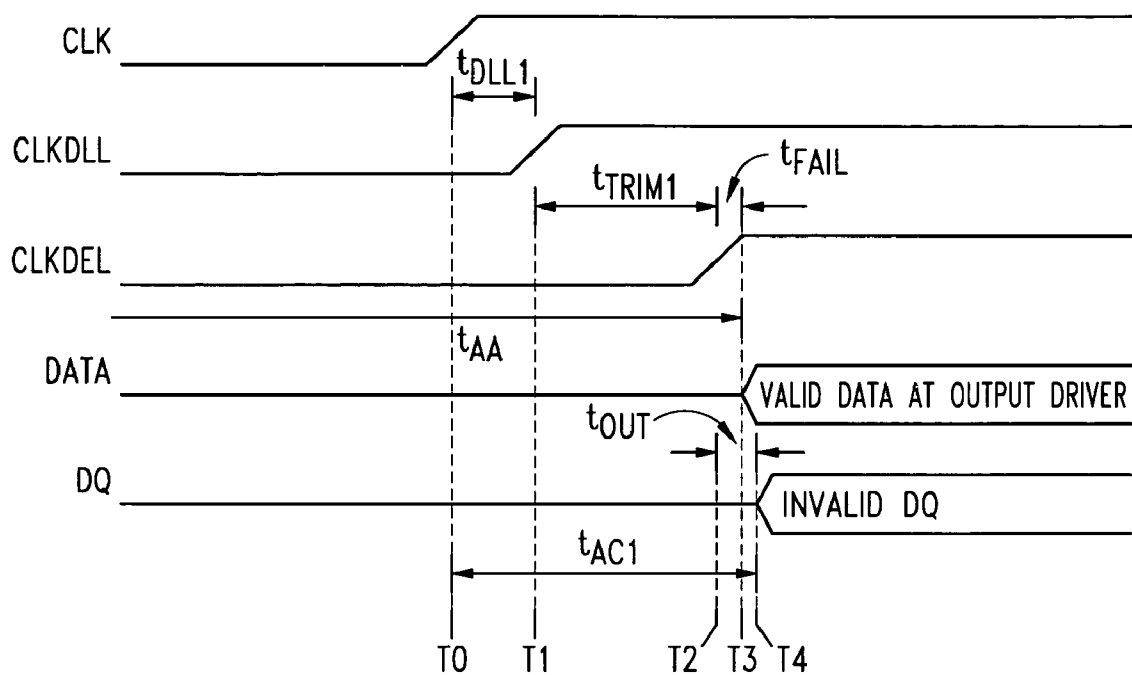 CLK
tDLL1
CLKDLL
tFAIL
tTRIM1
CLKDEL
tAA
DATA
VALID DATA AT OUTPUT DRIVER
tOUT
DQ
INVALID DQ
tAC1
T0 T1 T2 T3 T4